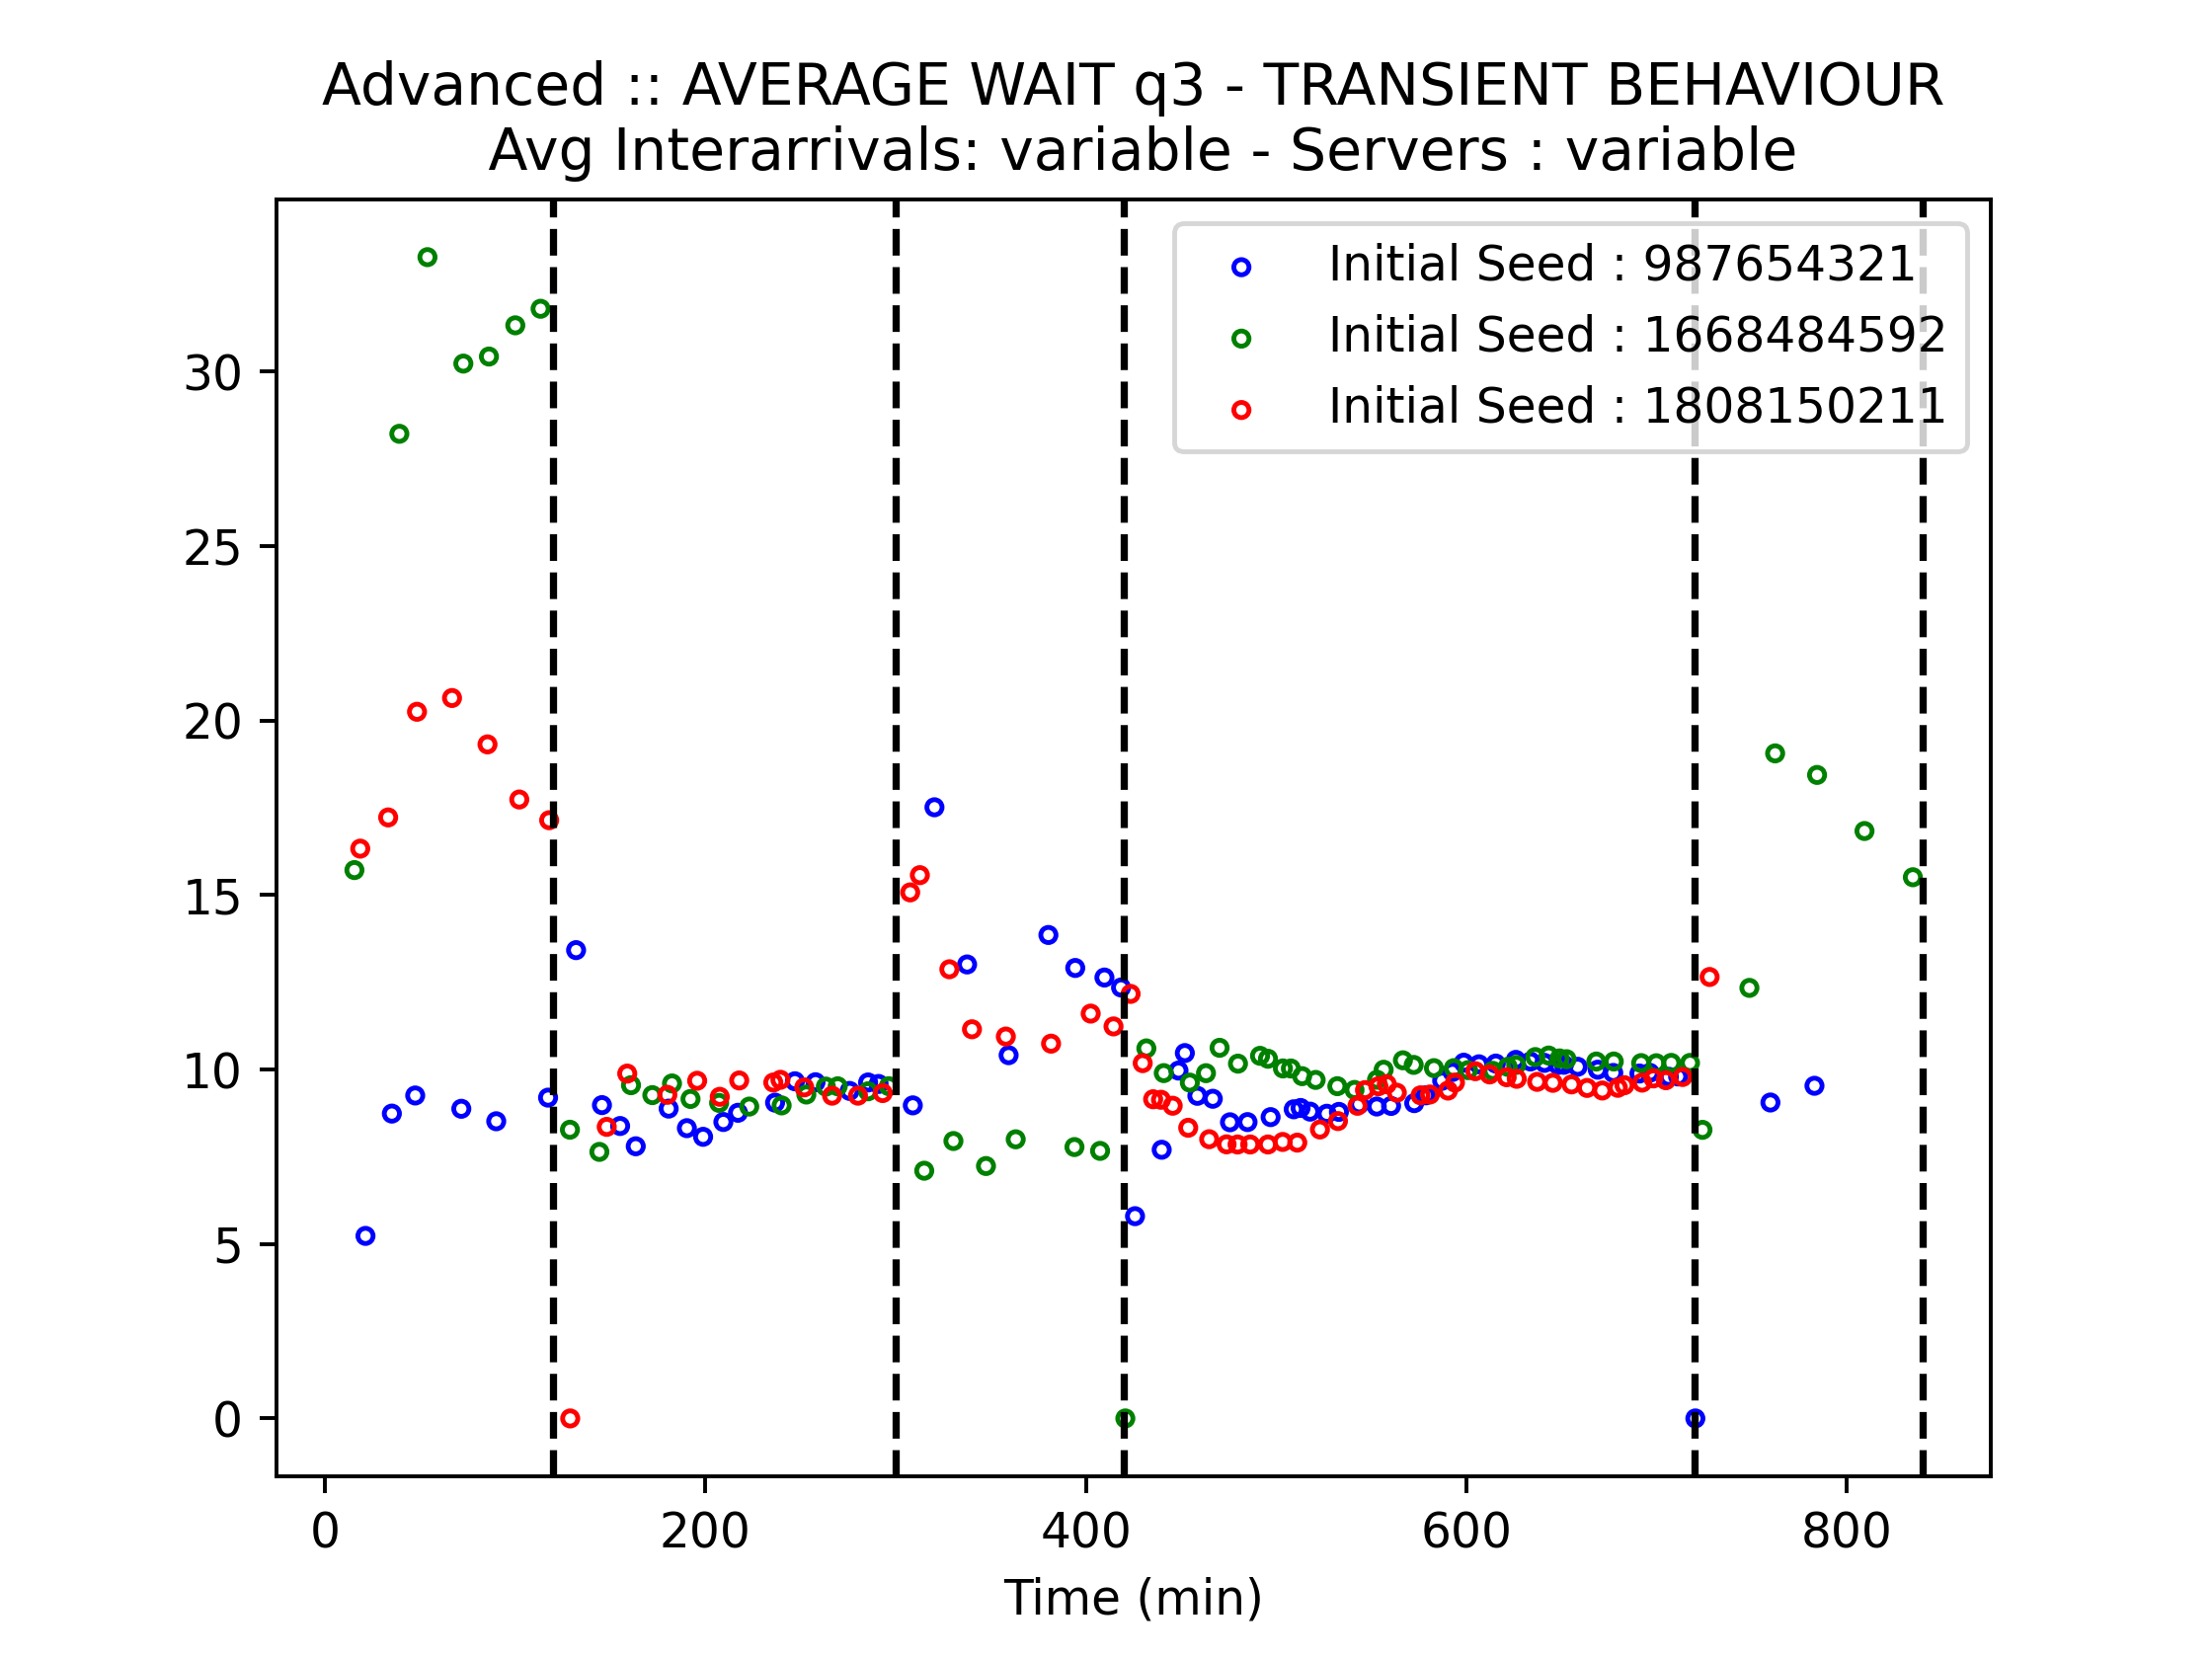 Advanced :: AVERAGE WAIT q3 - TRANSIENT BEHAVIOUR
Avg Interarrivals: variable - Servers : variable
Initial Seed : 987654321
Initial Seed : 1668484592
Initial Seed : 1808150211
30
25
20
15
10
5
0
0 200 400 600 800
Time (min)